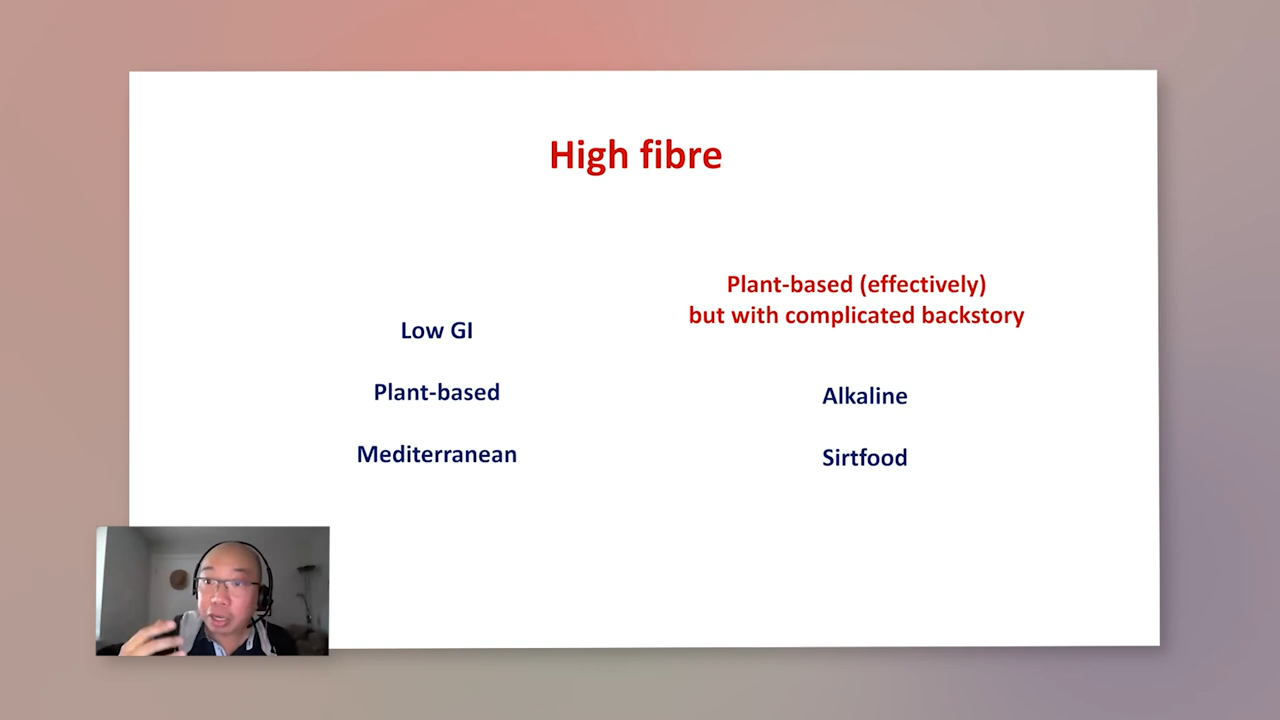 High fibre
Low GI
Plant-based
Mediterranean
Plant-based (effectively)
but with complicated backstory
Alkaline
Sirtfood